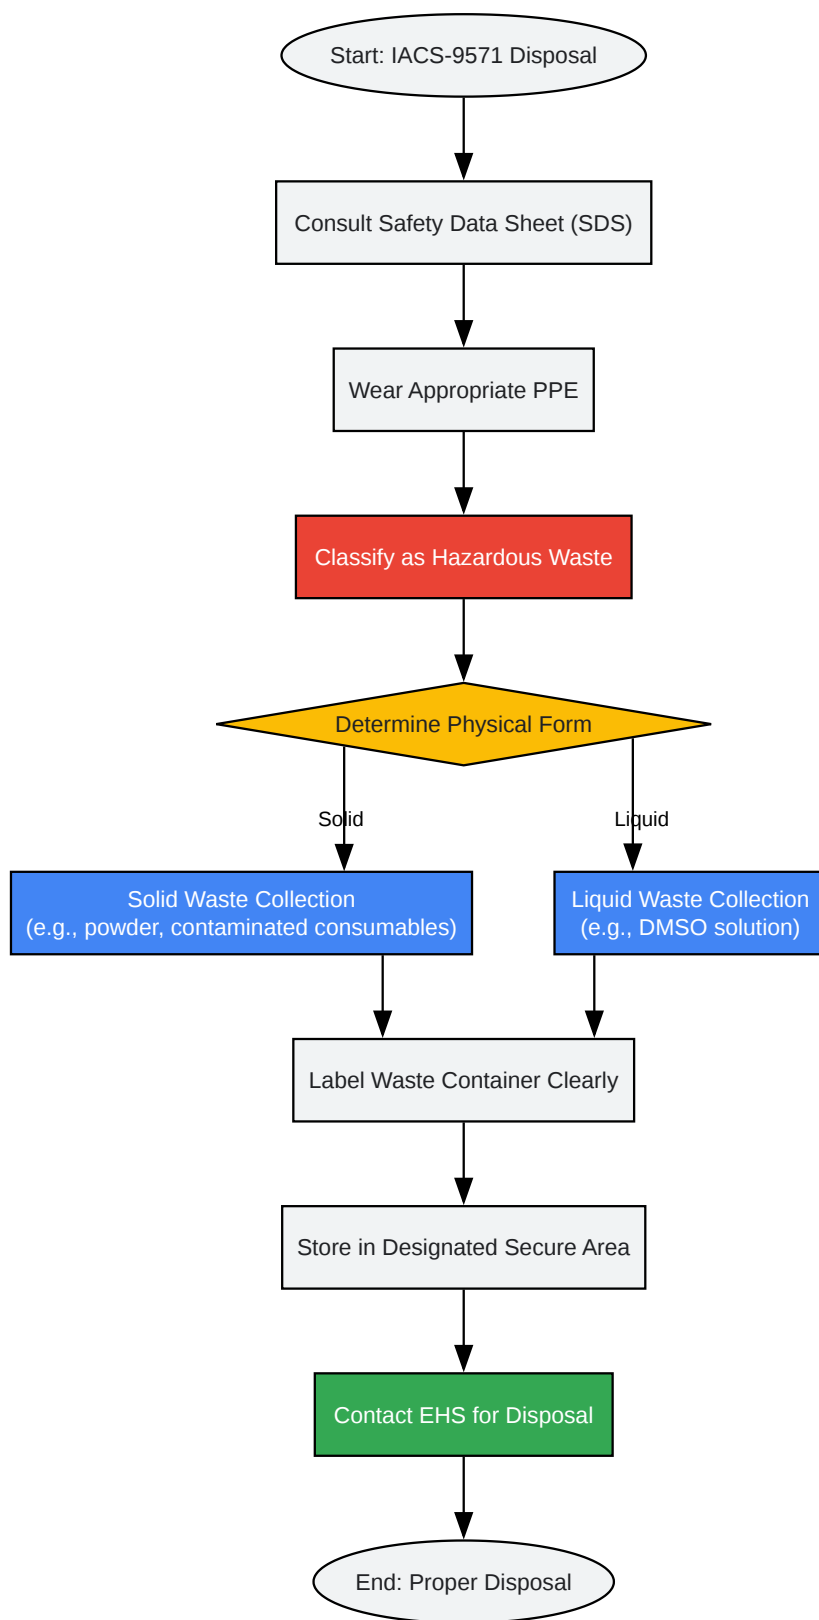 Start: IACS-9571 Disposal
Consult Safety Data Sheet (SDS)
Wear Appropriate PPE
Classify as Hazardous Waste
Determine Physical Form
Solid
Liquid
Solid Waste Collection
(e.g., powder, contaminated consumables)
Liquid Waste Collection
(e.g., DMSO solution)
Label Waste Container Clearly
Store in Designated Secure Area
Contact EHS for Disposal
End: Proper Disposal